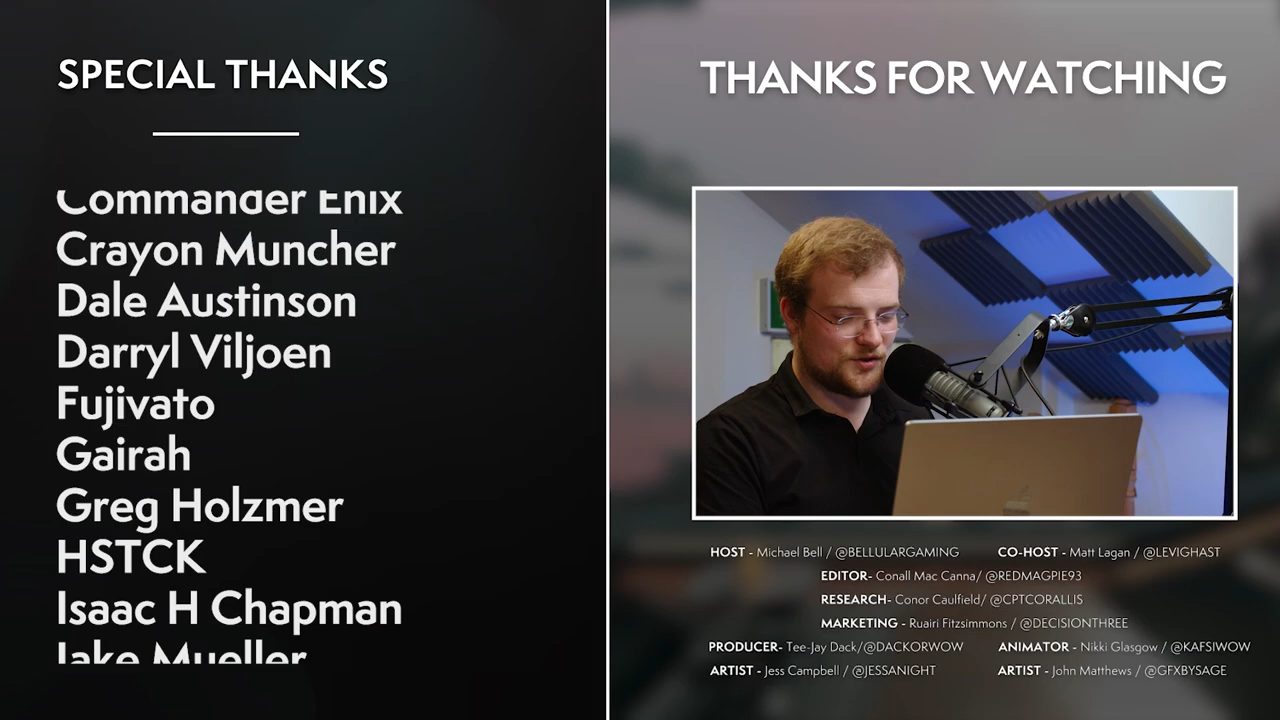 SPECIAL THANKS
Commander Enix
Crayon Muncher
Dale Austinson
Darryl Viljoen
Fujivato
Gairah
Greg Holzmer
HSTCK
Isaac H Chapman
Jake Mueller
THANKS FOR WATCHING
HOST - Michael Bell / @BELLULARGAMING
CO-HOST - Matt Lagan / @LEVIGHAST
EDITOR- Conall Mac Canna/ @REDMAGPIE93
RESEARCH- Conor Caulfield/ @CPTCORALLIS
MARKETING - Ruairi Fitzsimmons / @DECISIONTHREE
PRODUCER- Tee-Jay Dack/@DACKORWOW
ANIMATOR - Nikki Glasgow / @KAFSIWOW
ARTIST - Jess Campbell / @JESSANIGHT
ARTIST - John Matthews / @GFXBYSAGE